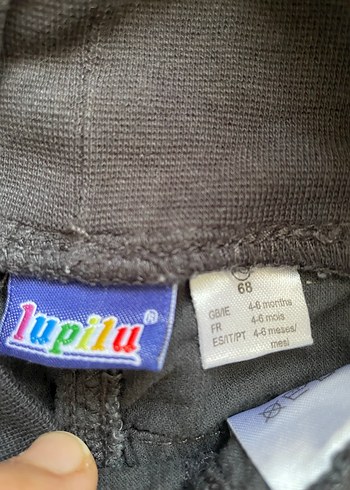 68
lupilu®
GB/IE 4-6 months
FR 4-6 mois
ES/IT/PT 4-6 meses/
mesi